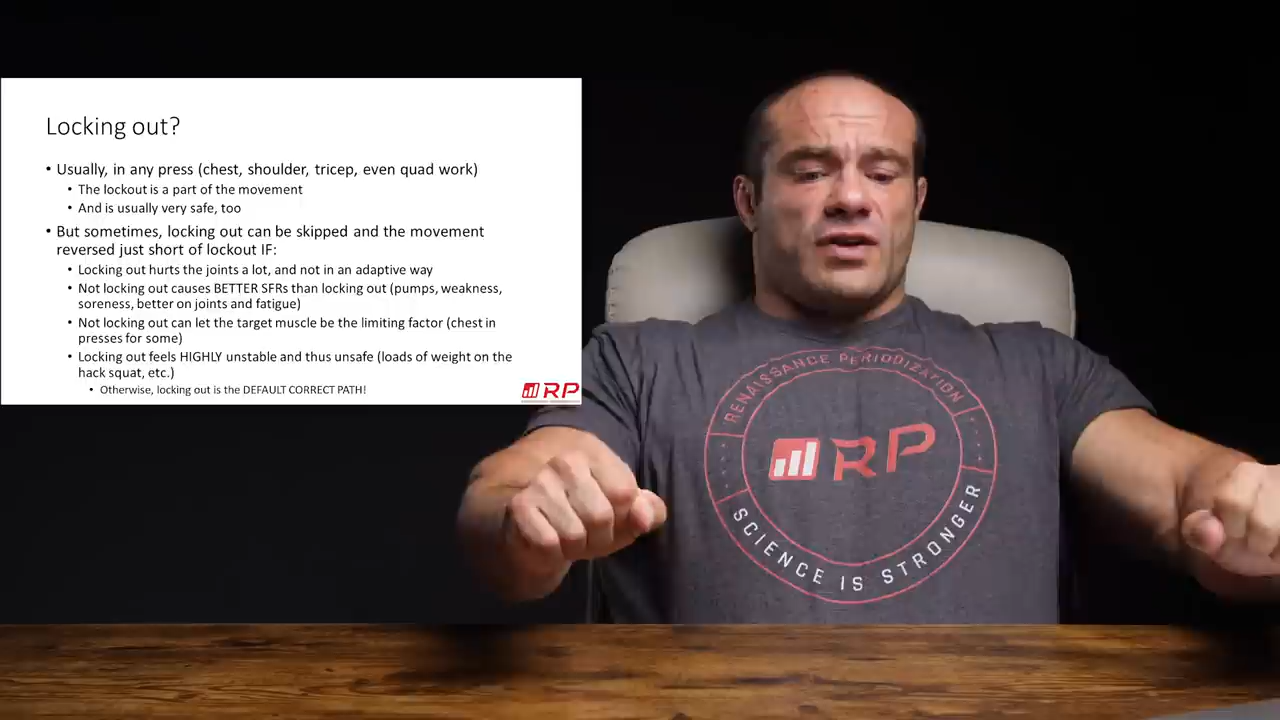 Locking out?
• Usually, in any press (chest, shoulder, tricep, even quad work)
• The lockout is a part of the movement
• And is usually very safe, too
• But sometimes, locking out can be skipped and the movement
reversed just short of lockout IF:
• Locking out hurts the joints a lot, and not in an adaptive way
• Not locking out causes BETTER SFRs than locking out (pumps, weakness,
soreness, better on joints and fatigue)
• Not locking out can let the target muscle be the limiting factor (chest in
presses for some)
• Locking out feels HIGHLY unstable and thus unsafe (loads of weight on the
hack squat, etc.)
• Otherwise, locking out is the DEFAULT CORRECT PATH!
RP
RENAISSANCE PERIODIZATION
RP
SCIENCE IS STRONGER